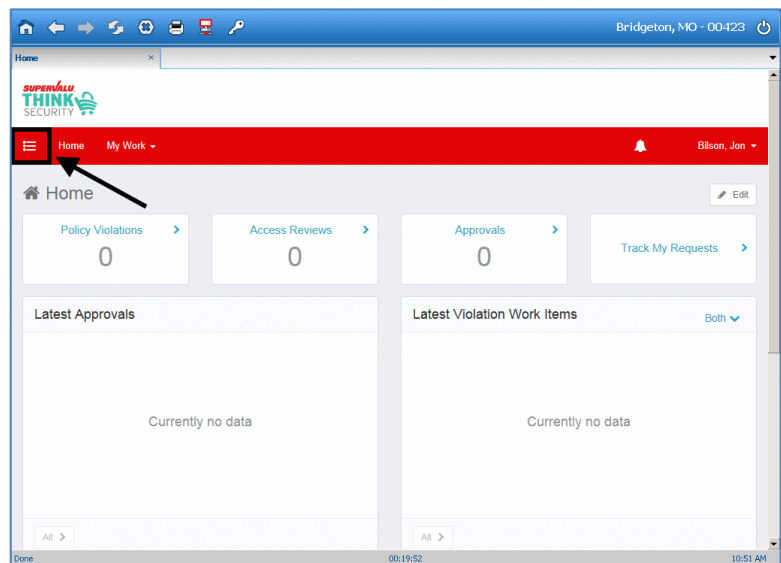 Bridgeton, MO - 00423
Home ×
SUPERVALU
THINK
SECURITY
Home My Work Bilson, Jon
Home Edit
Policy Violations Access Reviews Approvals Track My Requests
0 0 0
Latest Approvals Latest Violation Work Items Both
Currently no data Currently no data
All All
Done 00:19:52 10:51 AM